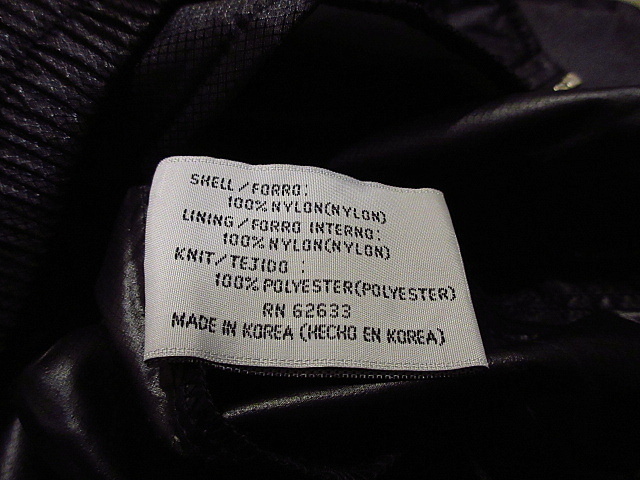 SHELL/FORRO:
100% NYLON(NYLON)
LINING/FORRO INTERNO:
100% NYLON(NYLON)
KNIT/TEJIDO :
100% POLYESTER(POLYESTER)
RN 62633
MADE IN KOREA (HECHO EN KOREA)